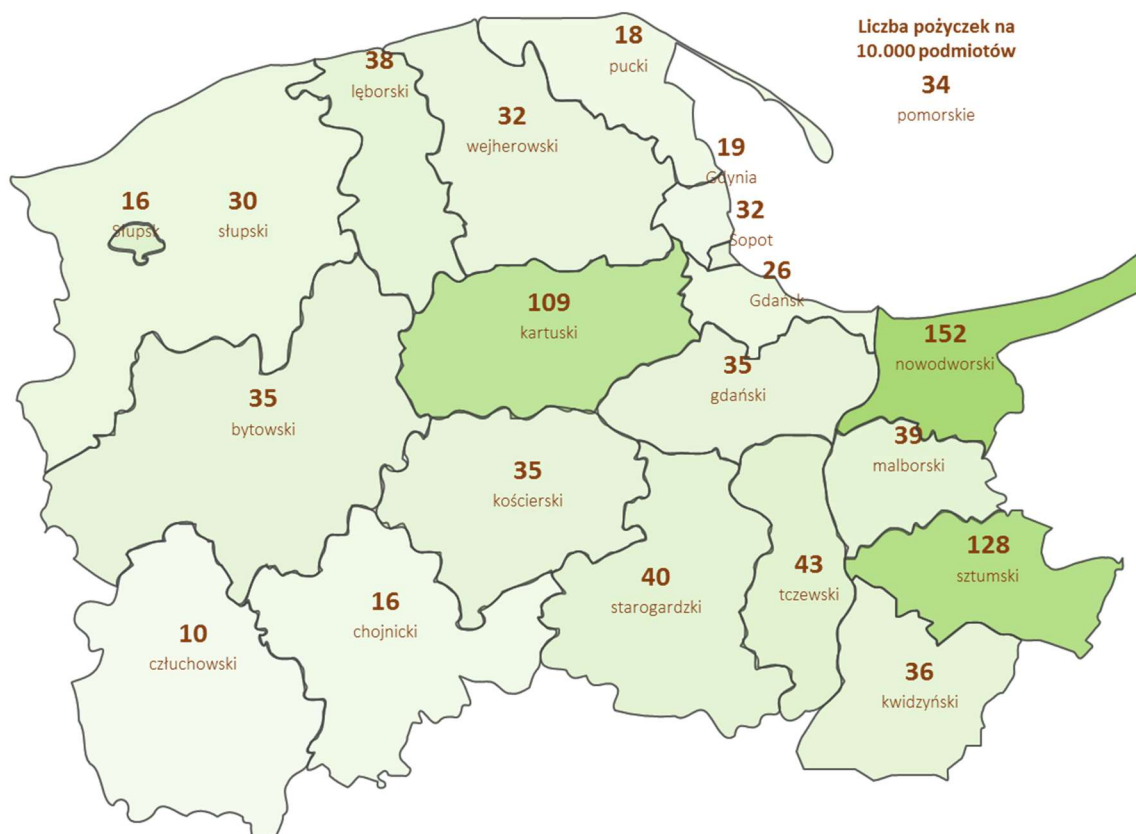 Liczba pożyczek na
10.000 podmiotów
34
pomorskie
18
pucki
38
lęborski
32
wejherowski
19
Gdynia
16
Słupsk
30
słupski
32
Sopot
26
Gdańsk
109
kartuski
152
nowodworski
35
gdański
35
bytowski
39
malborski
35
kościerski
128
sztumski
40
starogardzki
43
tczewski
16
chojnicki
10
człuchowski
36
kwidzyński